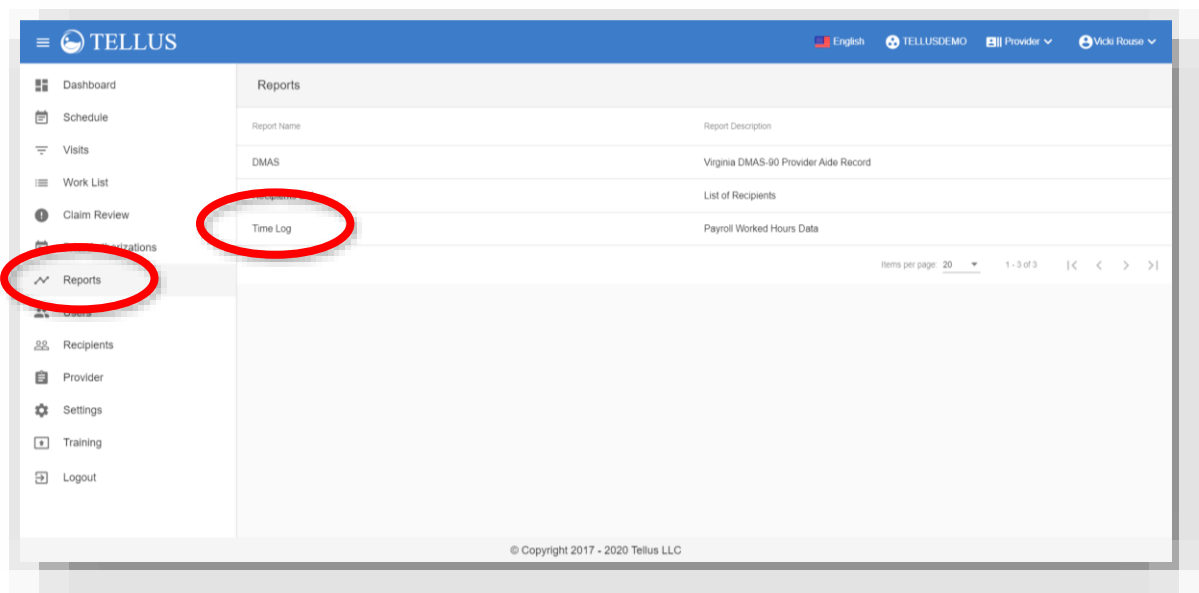 TELLUS
English TELLUSDEMO Provider Vicki Rouse
Dashboard
Schedule
Visits
Work List
Claim Review
Reports
Users
Recipients
Provider
Settings
Training
Logout
Reports
Report Name Report Description
DMAS Virginia DMAS-90 Provider Aide Record
List of Recipients
Time Log Payroll Worked Hours Data
Items per page: 20 1 - 3 of 3
© Copyright 2017 - 2020 Tellus LLC